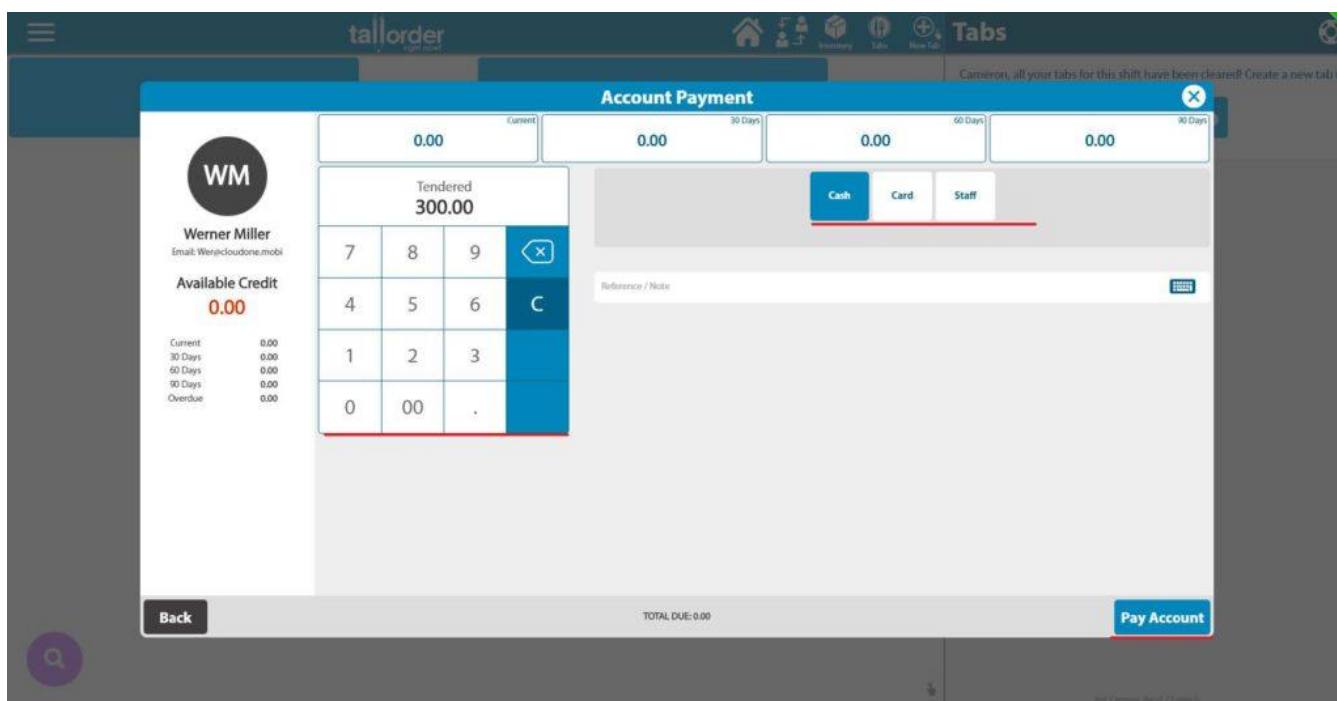 tallorder
right now!
Inventory
Tabs
New Tab
Tabs
Cameron, all your tabs for this shift have been cleared! Create a new tab
Account Payment
WM
Werner Miller
Email: Wer@cloudone.mobi
Available Credit
0.00
Current 0.00
30 Days 0.00
60 Days 0.00
90 Days 0.00
Overdue 0.00
Current
0.00
30 Days
0.00
60 Days
0.00
90 Days
0.00
Tendered
300.00
7 8 9
4 5 6 C
1 2 3
0 00 .
Cash Card Staff
Reference / Note
Back
TOTAL DUE: 0.00
Pay Account